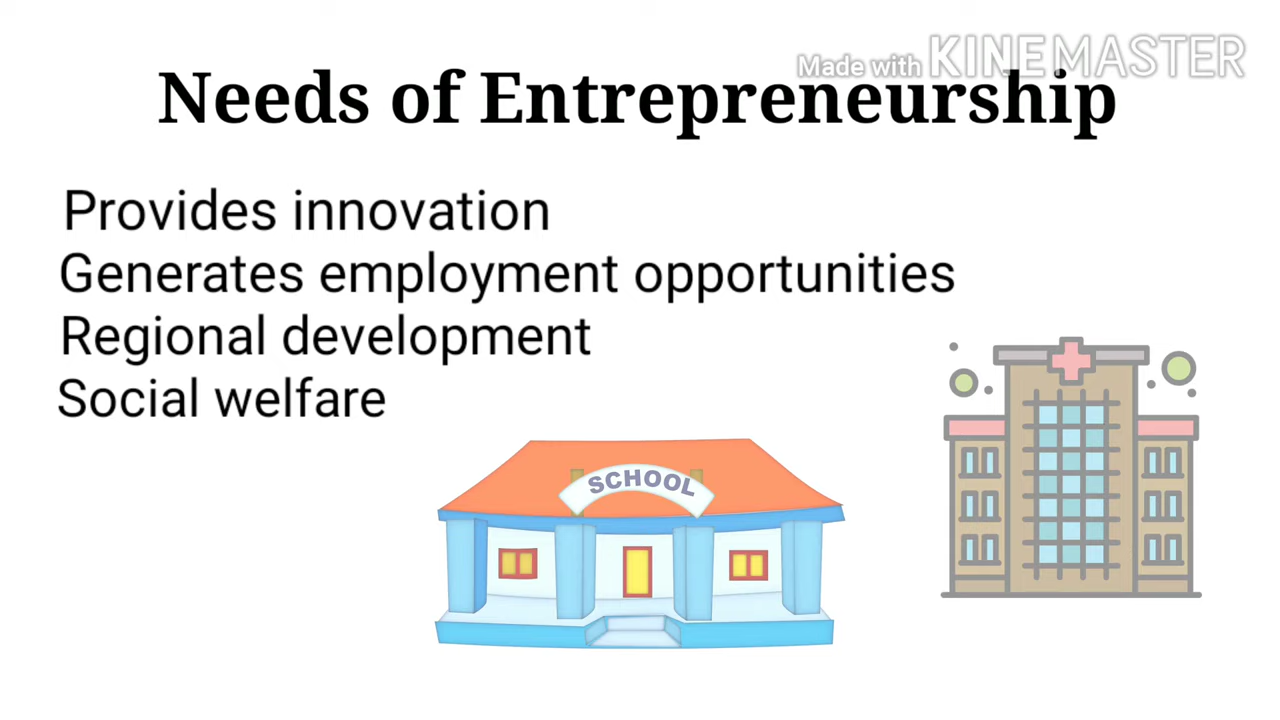 Made with KINEMASTER
Needs of Entrepreneurship
Provides innovation
Generates employment opportunities
Regional development
Social welfare
SCHOOL